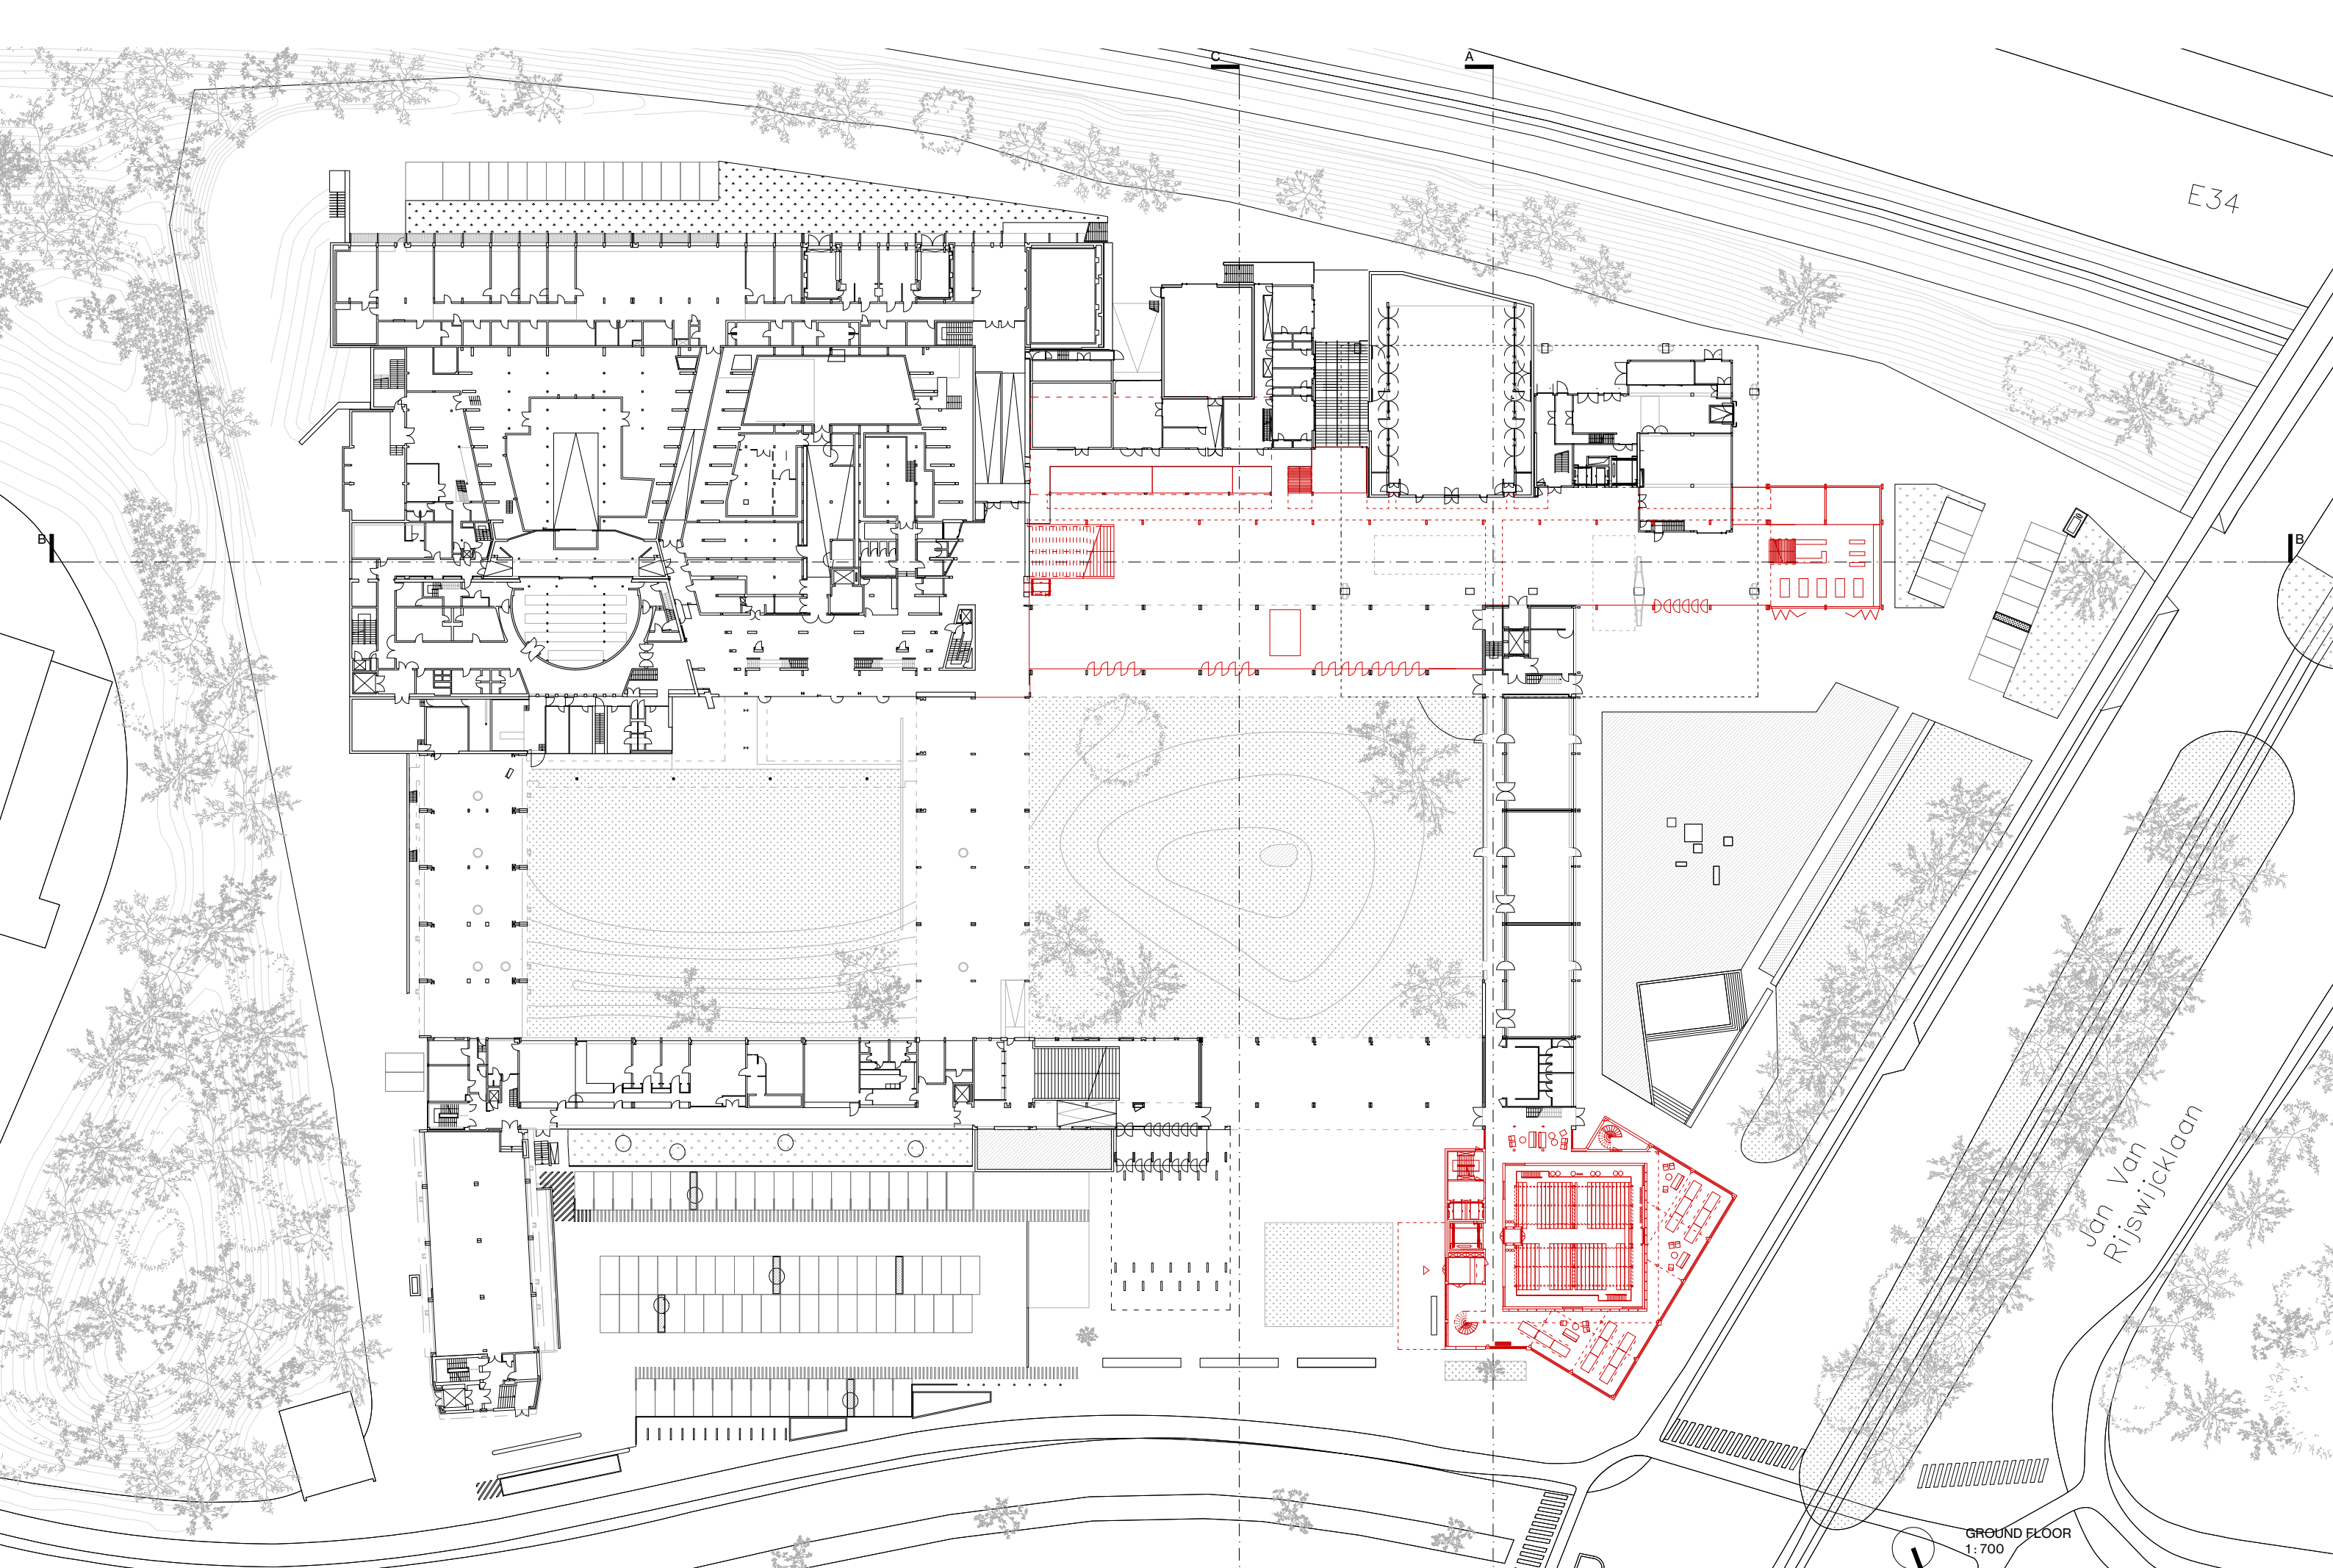 C
A
E34
B
B
Jan Van
Rijswijcklaan
GROUND FLOOR
1:700